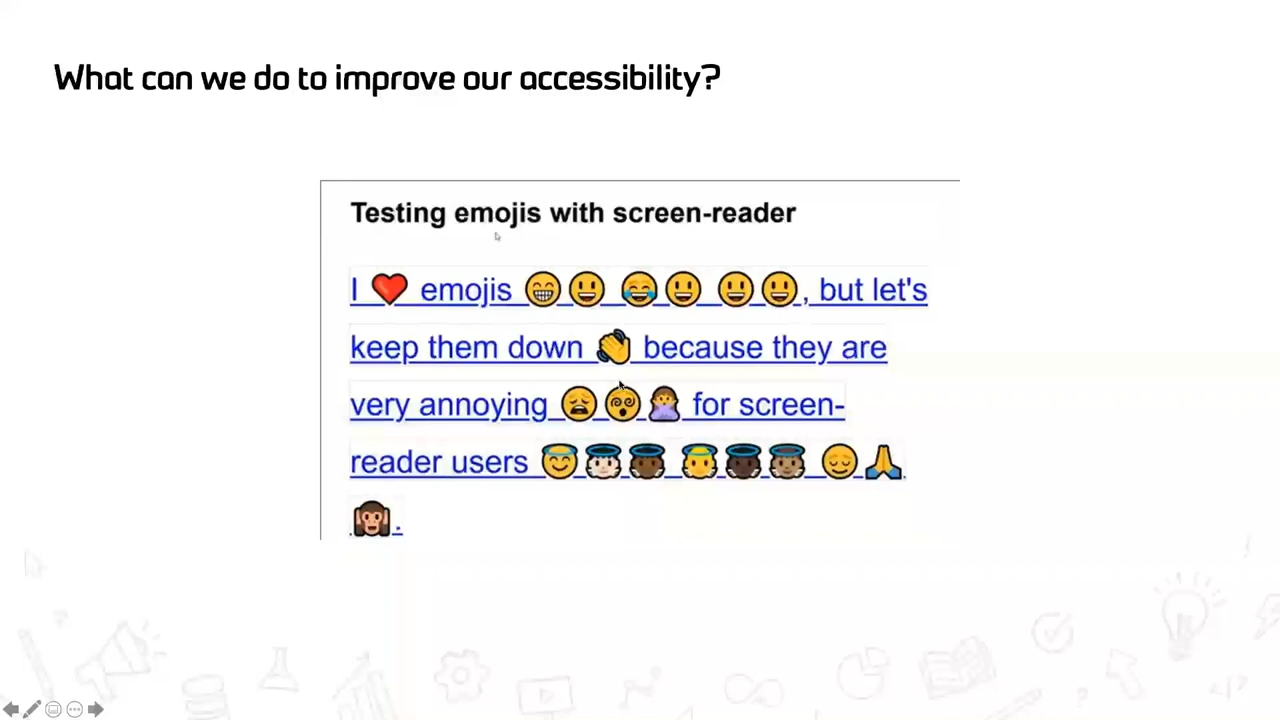 What can we do to improve our accessibility?
Testing emojis with screen-reader
I ❤️ emojis 😁😃 😂😃 😃😃, but let's
keep them down 👏 because they are
very annoying 😩😵‍💫🙎🏽‍♀️ for screen-
reader users 😇👼🏻👼🏾 👼👼🏿👼🏽 😔🙏
🙉.